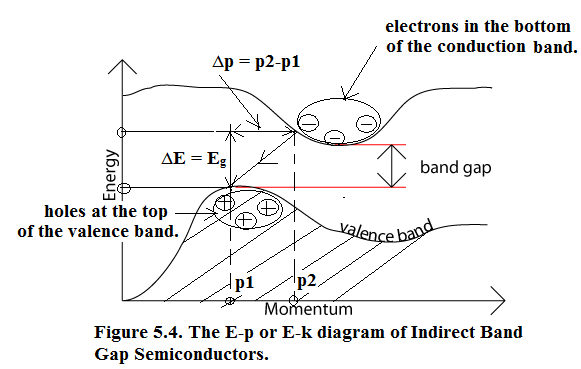 electrons in the bottom
of the conduction band.
Δp = p2-p1
ΔE = Eg
band gap
Energy
holes at the top
of the valence band.
valence band
p1
p2
Momentum
Figure 5.4. The E-p or E-k diagram of Indirect Band
Gap Semiconductors.